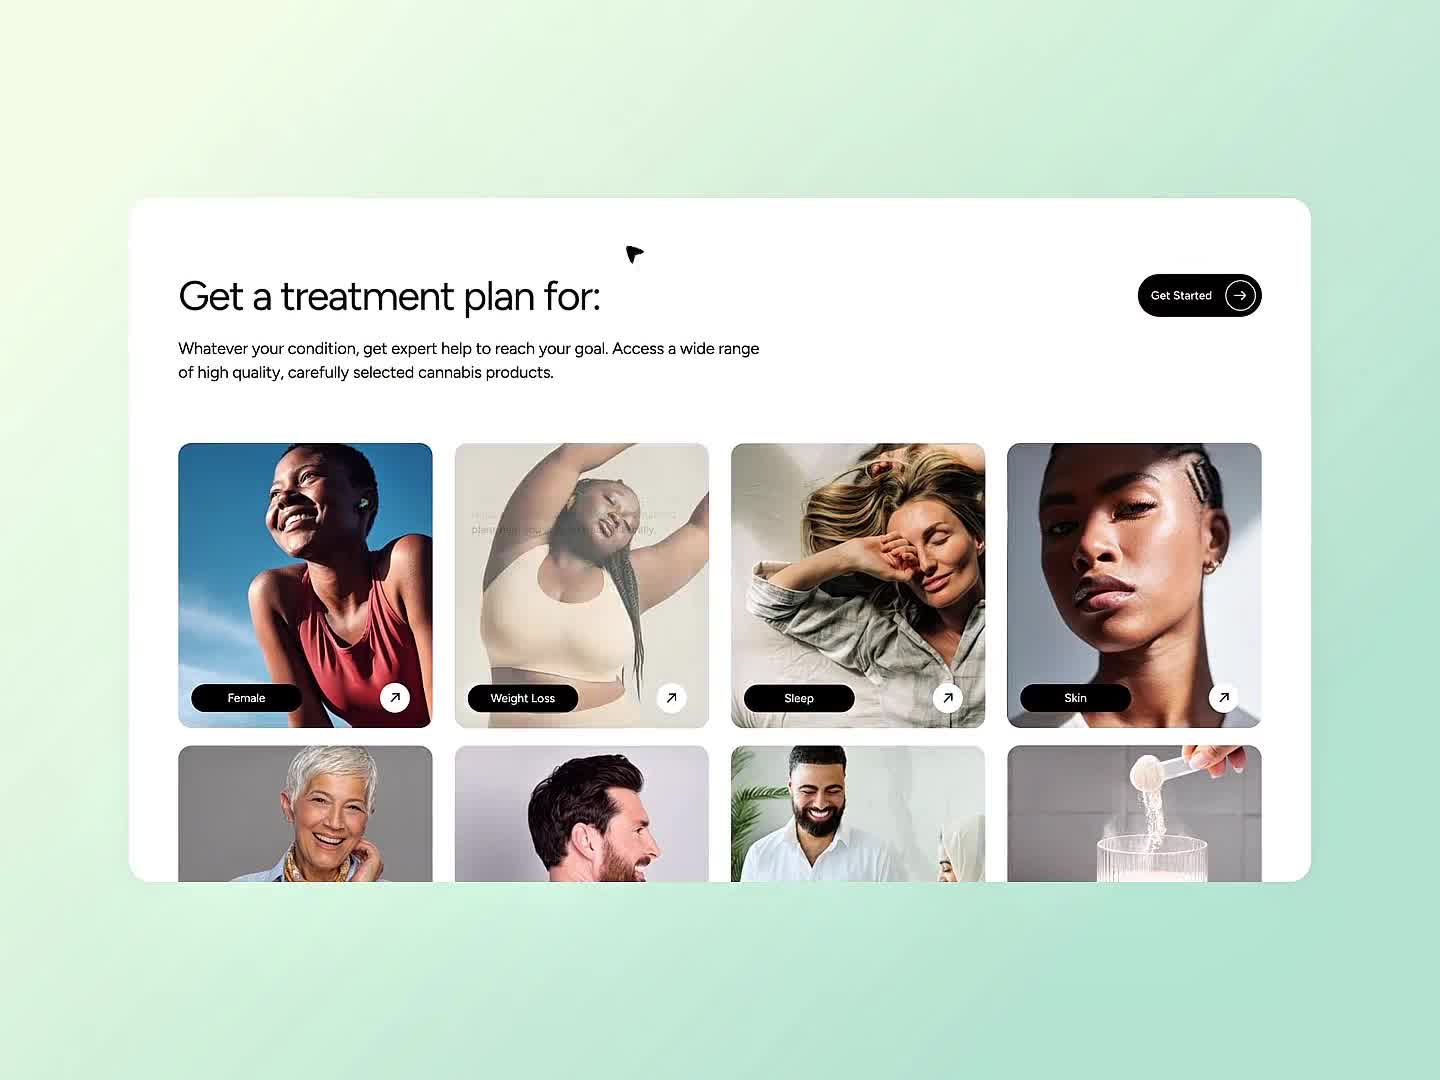 Get a treatment plan for:
Get Started
Whatever your condition, get expert help to reach your goal. Access a wide range
of high quality, carefully selected cannabis products.
Female
Weight Loss
Sleep
Skin